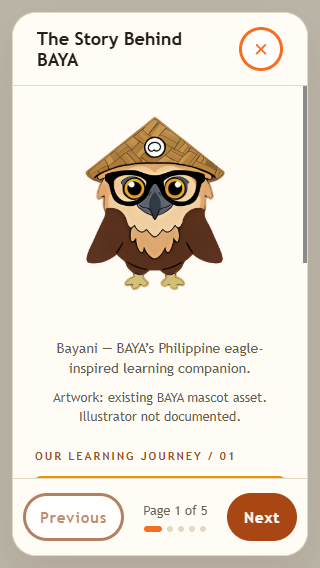 The Story Behind
BAYA
Bayani — BAYA's Philippine eagle-
inspired learning companion.
Artwork: existing BAYA mascot asset.
Illustrator not documented.
OUR LEARNING JOURNEY / 01
Previous
Page 1 of 5
Next